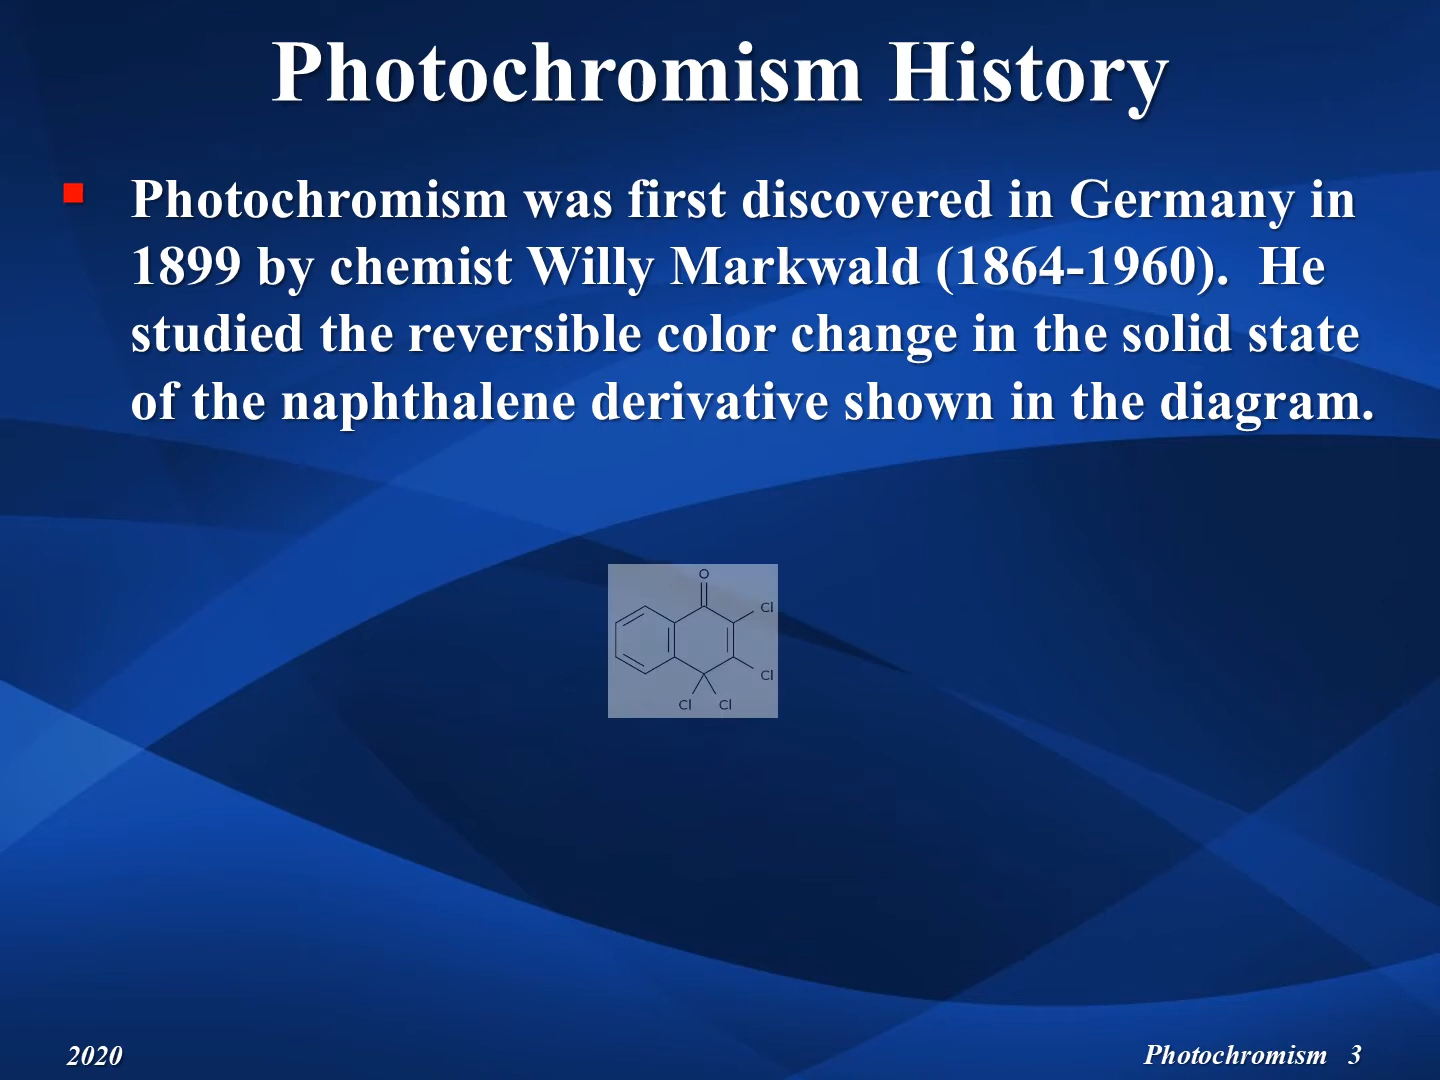 Photochromism History
Photochromism was first discovered in Germany in
1899 by chemist Willy Markwald (1864-1960).  He
studied the reversible color change in the solid state
of the naphthalene derivative shown in the diagram.
O
Cl
Cl
Cl Cl
2020
Photochromism 3